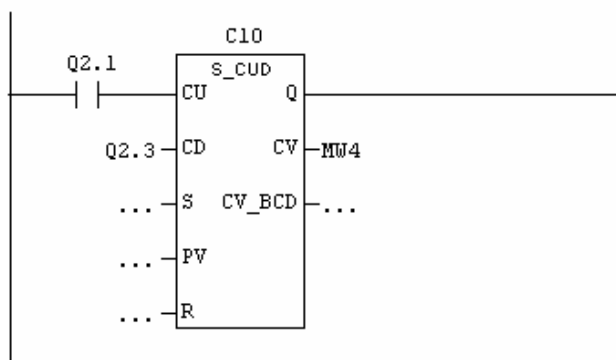 C10
Q2.1
S_CUD
CU Q
Q2.3 CD CV MW4
... S CV_BCD ...
... PV
... R